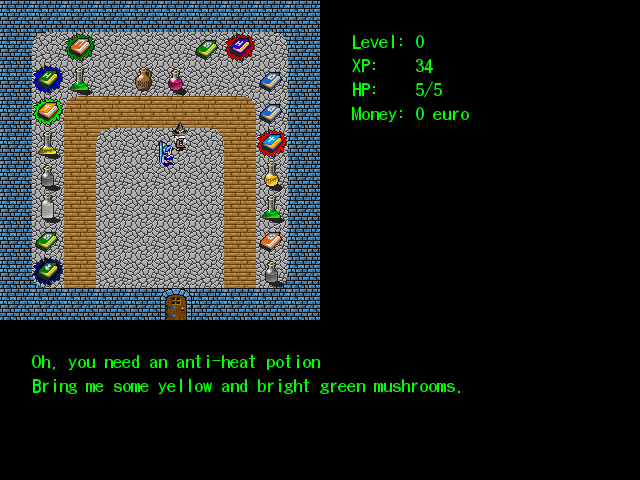 Level: 0
XP: 34
HP: 5/5
Money: 0 euro
Oh, you need an anti-heat potion
Bring me some yellow and bright green mushrooms.